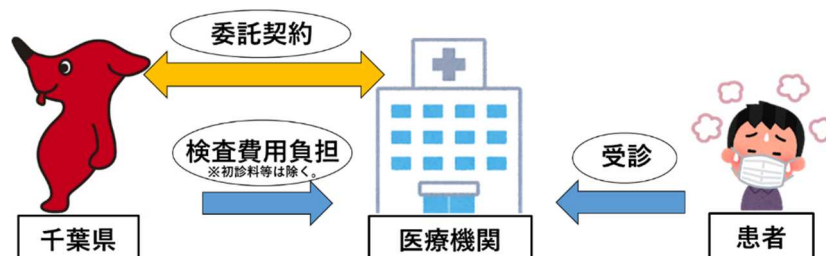 委託契約
検査費用負担
※初診料等は除く。
受診
千葉県
医療機関
患者